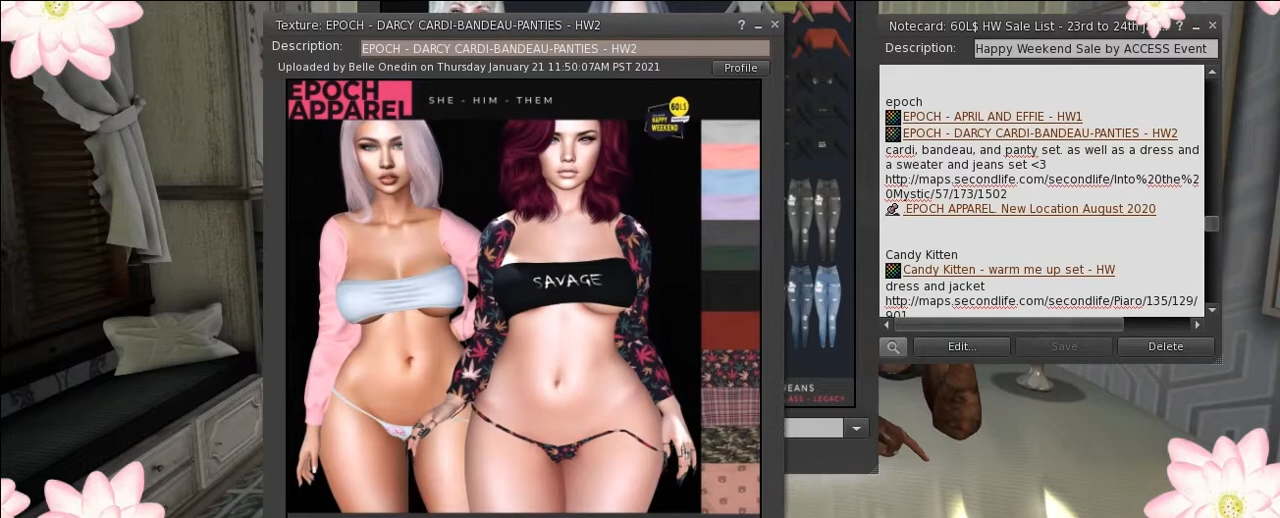 Texture: EPOCH - DARCY CARDI-BANDEAU-PANTIES - HW2
Description: EPOCH - DARCY CARDI-BANDEAU-PANTIES - HW2
Uploaded by Belle Onedin on Thursday January 21 11:50:07AM PST 2021 Profile
EPOCH
APPAREL
SHE - HIM - THEM
60L$
HAPPY
WEEKEND
SAVAGE
JEANS
LEGACY
Notecard: 60L$ HW Sale List - 23rd to 24th
Description: Happy Weekend Sale by ACCESS Event
epoch
EPOCH - APRIL AND EFFIE - HW1
EPOCH - DARCY CARDI-BANDEAU-PANTIES - HW2
cardi, bandeau, and panty set. as well as a dress and
a sweater and jeans set <3
http://maps.secondlife.com/secondlife/Into%20the%2
0Mystic/57/173/1502
EPOCH APPAREL. New Location August 2020
Candy Kitten
Candy Kitten - warm me up set - HW
dress and jacket
http://maps.secondlife.com/secondlife/Piaro/135/129/
901
Edit... Save Delete